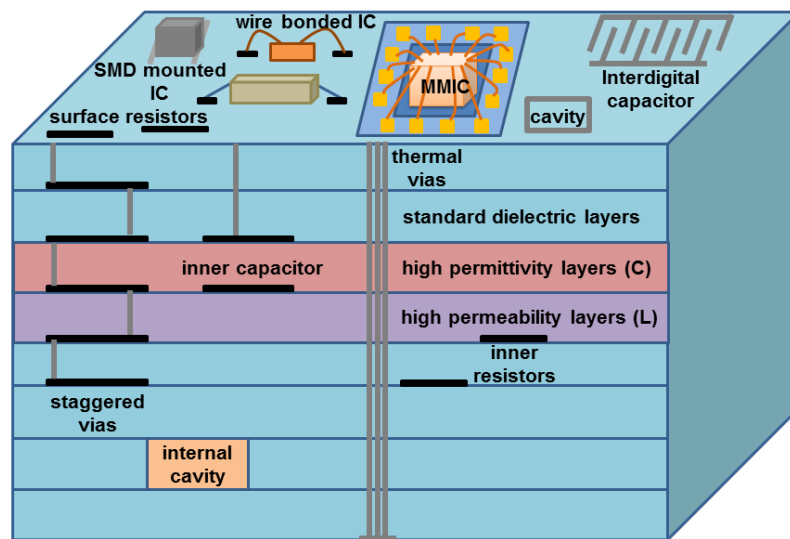 wire bonded IC
SMD mounted
IC
surface resistors
MMIC
Interdigital
capacitor
cavity
thermal
vias
standard dielectric layers
inner capacitor
high permittivity layers (C)
high permeability layers (L)
inner
resistors
staggered
vias
internal
cavity